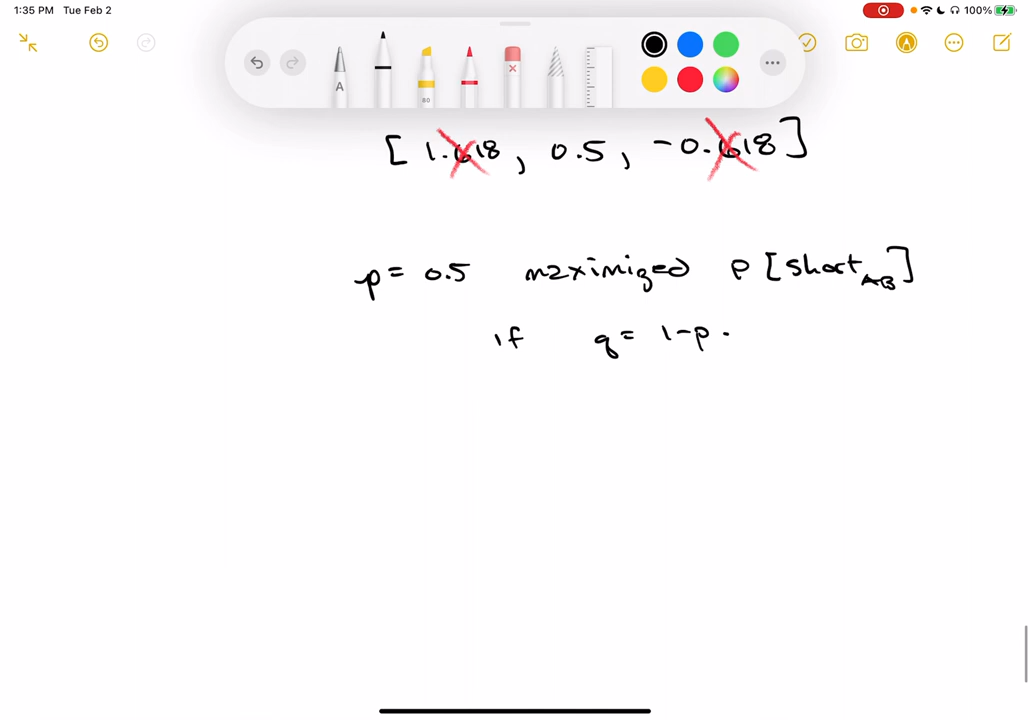 1:35 PM Tue Feb 2
100%
A
80
[ 1.618 , 0.5 , -0.618 ]
p = 0.5 maximized P [ short AB ]
if q = 1-p.